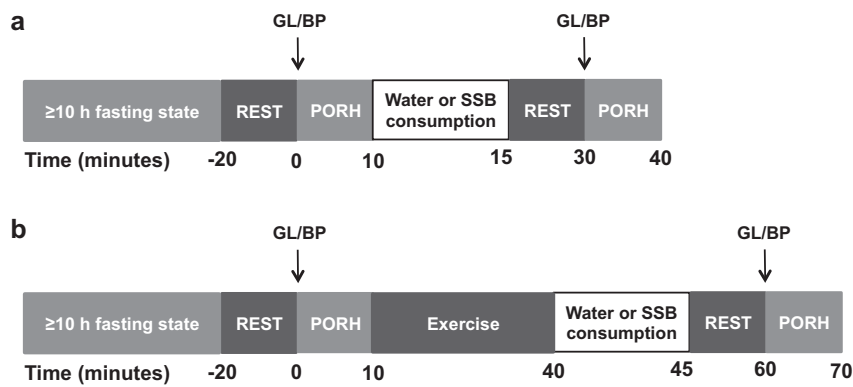 a
GL/BP GL/BP
≥10 h fasting state REST PORH Water or SSB consumption REST PORH
Time (minutes) -20 0 10 15 30 40
b
GL/BP GL/BP
≥10 h fasting state REST PORH Exercise Water or SSB consumption REST PORH
Time (minutes) -20 0 10 40 45 60 70